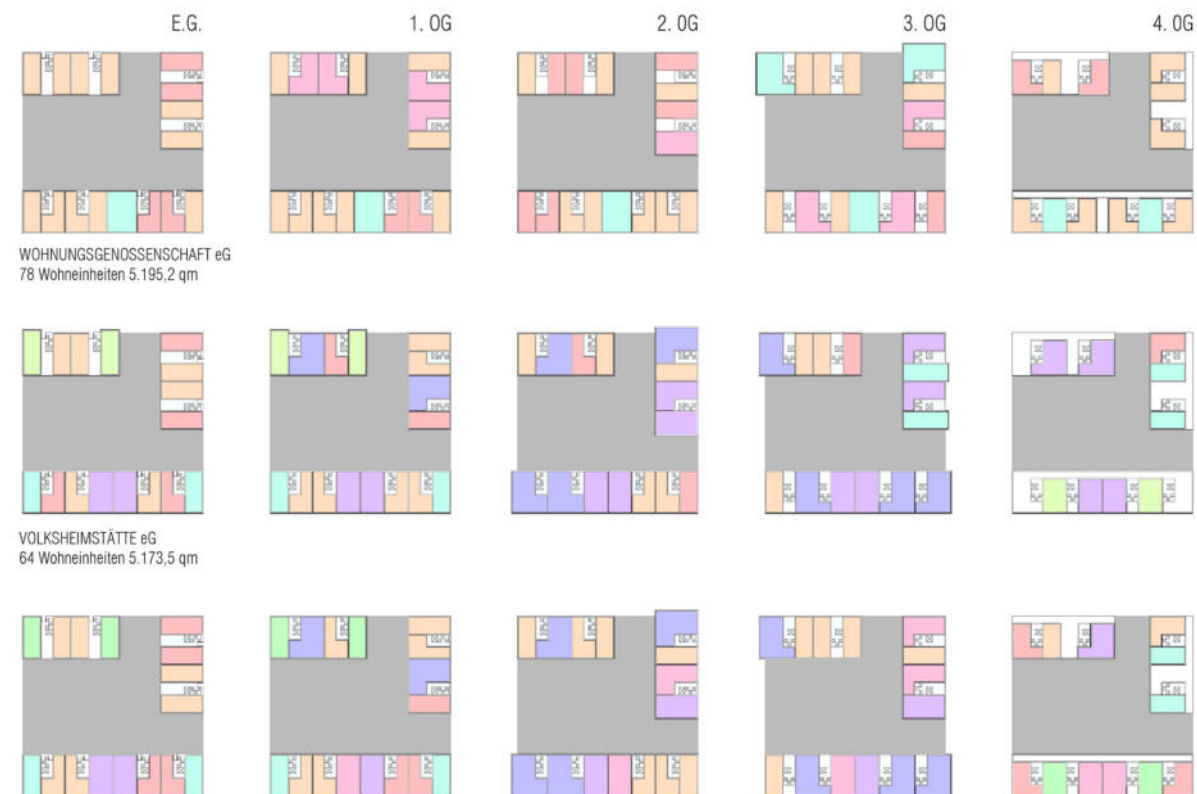 E.G.
1. OG
2. OG
3. OG
4. OG
WOHNUNGSGENOSSENSCHAFT eG
78 Wohneinheiten 5.195,2 qm
VOLKSHEIMSTÄTTE eG
64 Wohneinheiten 5.173,5 qm